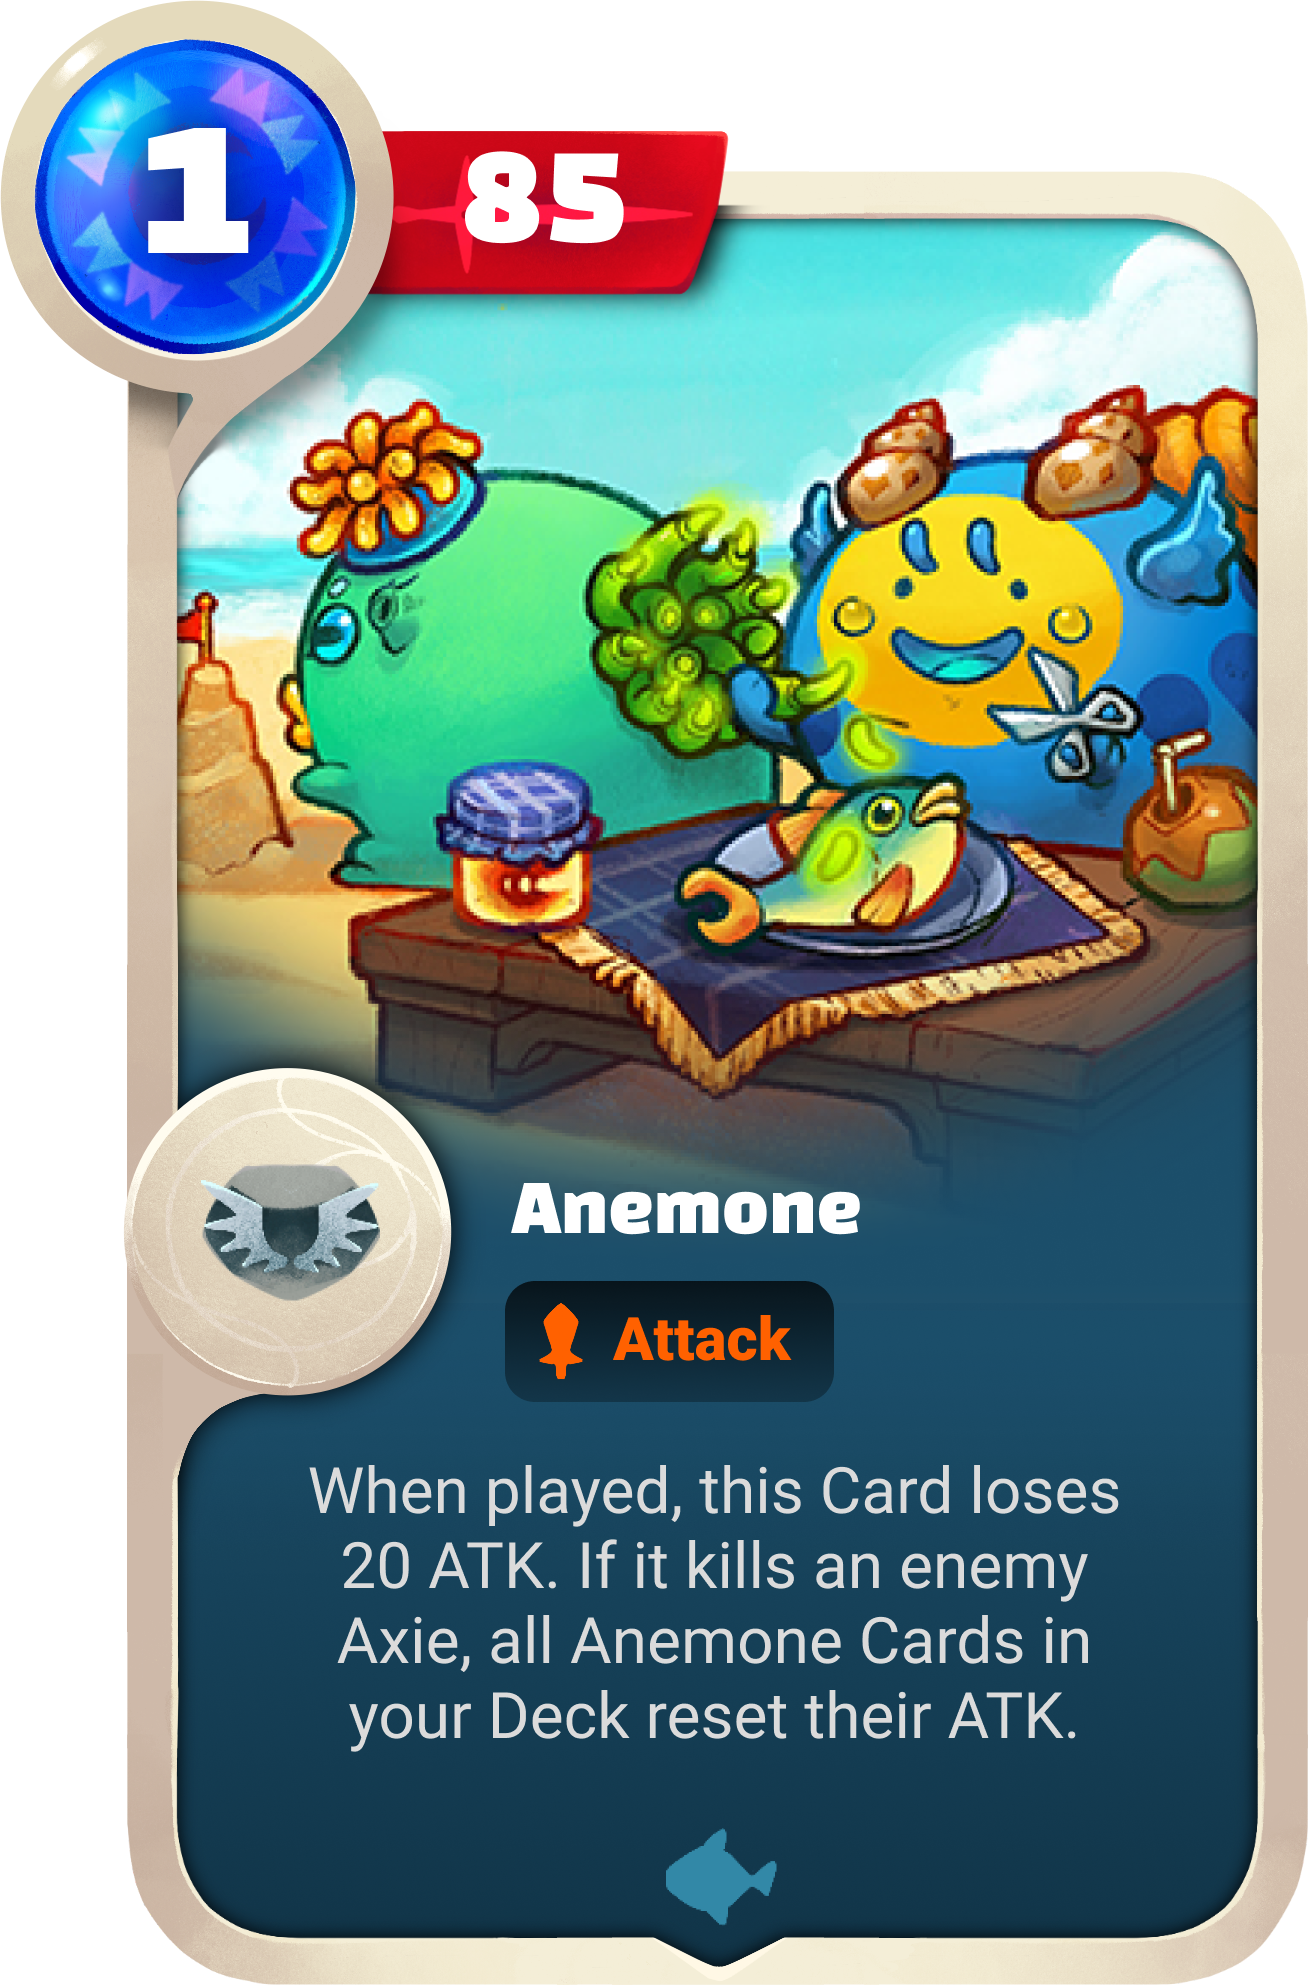 1
85
Anemone
Attack
When played, this Card loses
20 ATK. If it kills an enemy
Axie, all Anemone Cards in
your Deck reset their ATK.